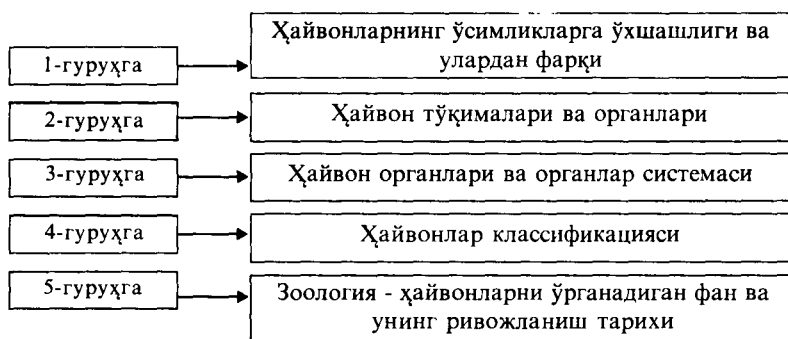 Ҳайвонларнинг ўсимликларга ўхшашлиги ва
1-гуруҳга
улардан фарқи
2-гуруҳга
Ҳайвон тўқималари ва органлари
3-гуруҳга
Ҳайвон органлари ва органлар системаси
4-гуруҳга
Ҳайвонлар классификацияси
5-гуруҳга
Зоология - ҳайвонларни ўрганадиган фан ва
унинг ривожланиш тарихи